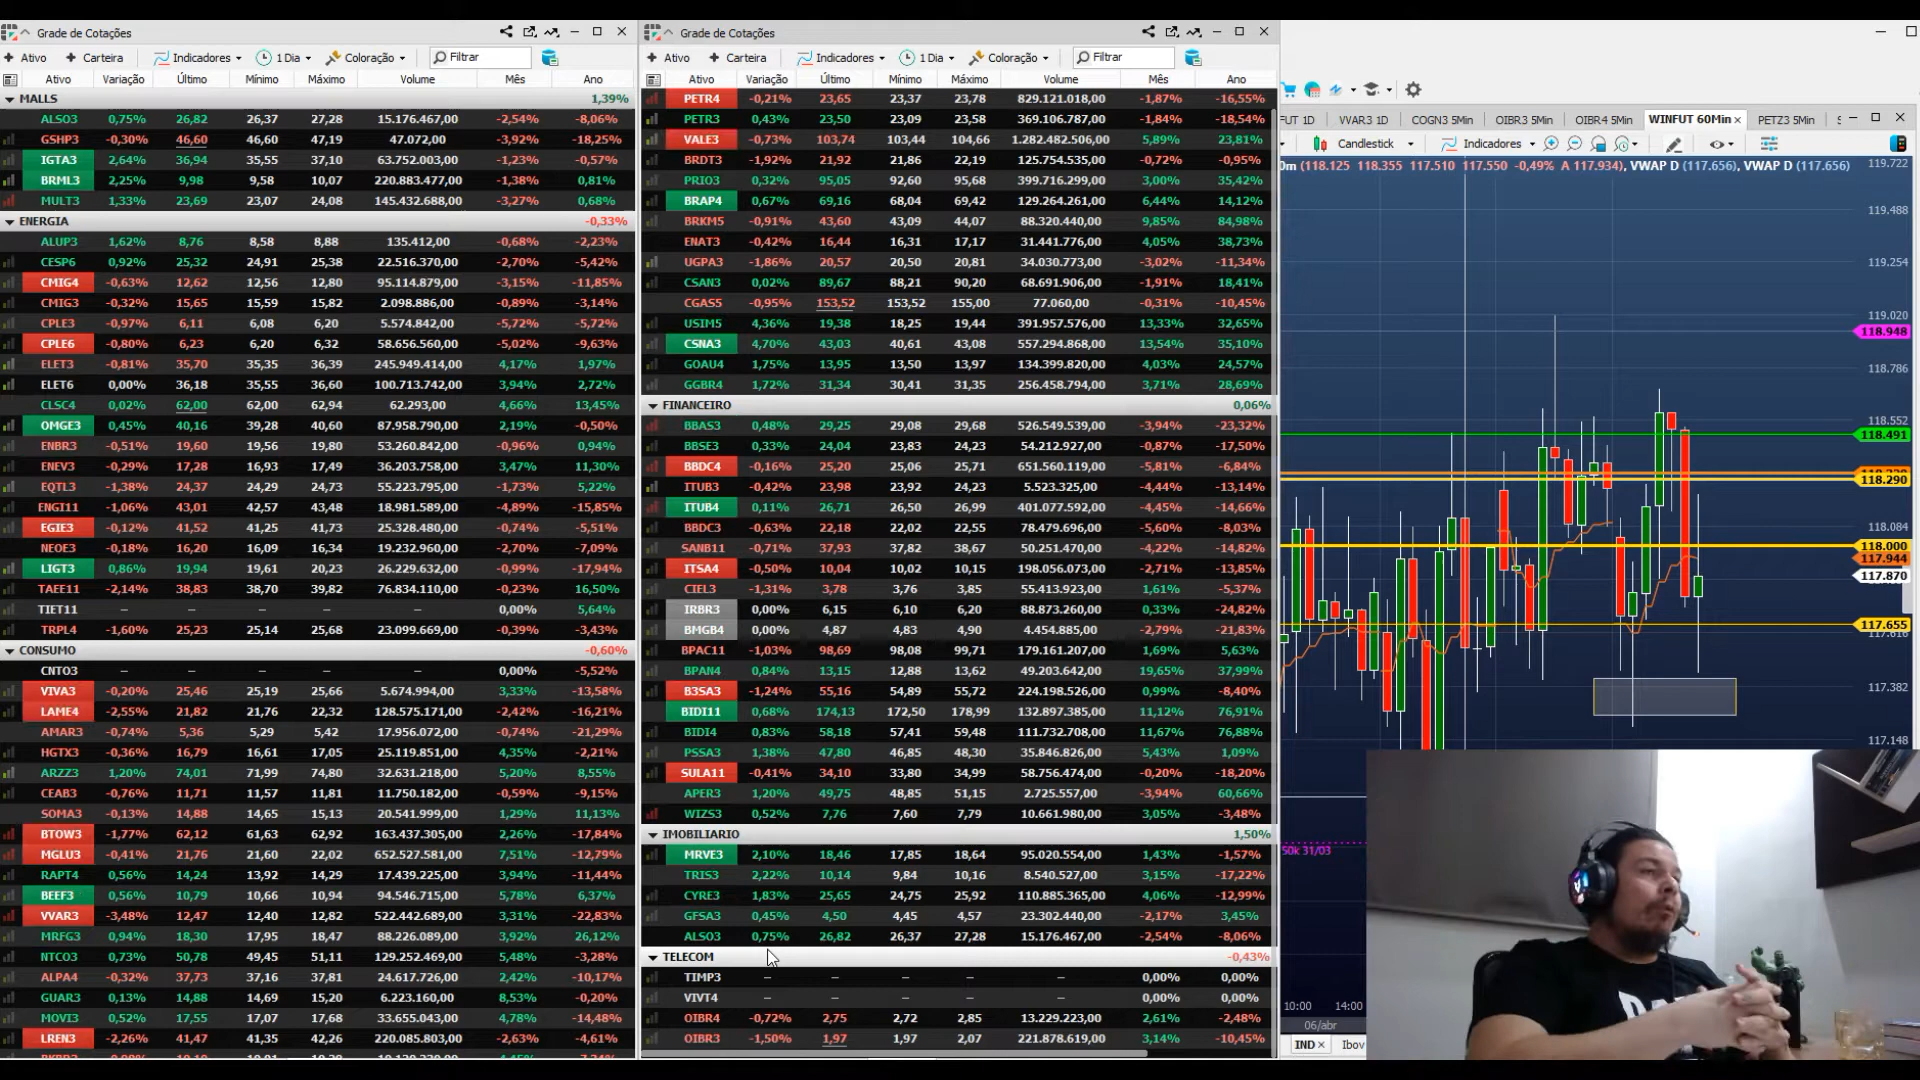 Grade de Cotações
Ativo Carteira Indicadores 1 Dia Coloração Filtrar
Ativo Variação Último Mínimo Máximo Volume Mês Ano
MALLS 1,39%
ALSO3 0,75% 26,82 26,37 27,28 15.176.467,00 -2,54% -8,06%
GSHP3 -0,30% 46,60 46,60 47,19 47.072,00 -3,92% -18,25%
IGTA3 2,64% 36,94 35,55 37,10 63.752.003,00 -1,23% -0,57%
BRML3 2,25% 9,98 9,58 10,07 220.883.477,00 -1,38% 0,81%
MULT3 1,33% 23,69 23,07 24,08 145.432.688,00 -3,27% 0,68%
ENERGIA -0,33%
ALUP3 1,62% 8,76 8,58 8,88 135.412,00 -0,68% -2,23%
CESP6 0,92% 25,32 24,91 25,38 22.516.370,00 -2,70% -5,42%
CMIG4 -0,63% 12,62 12,56 12,80 95.114.879,00 -3,15% -11,85%
CMIG3 -0,32% 15,65 15,59 15,82 2.098.886,00 -0,89% -3,14%
CPLE3 -0,97% 6,11 6,08 6,20 5.574.842,00 -5,72% -5,72%
CPLE6 -0,80% 6,23 6,20 6,32 58.656.560,00 -5,02% -9,63%
ELET3 -0,81% 35,70 35,35 36,39 245.949.414,00 4,17% 1,97%
ELET6 0,00% 36,18 35,55 36,60 100.713.742,00 3,94% 2,72%
CLSC4 0,02% 62,00 62,00 62,94 62.293,00 4,66% 13,45%
OMGE3 0,45% 40,16 39,28 40,60 87.958.790,00 2,19% -0,50%
ENBR3 -0,51% 19,60 19,56 19,80 53.260.842,00 -0,96% 0,94%
ENEV3 -0,29% 17,28 16,93 17,49 36.203.758,00 3,47% 11,30%
EQTL3 -1,38% 24,37 24,29 24,73 55.223.795,00 -1,73% 5,22%
ENGI11 -1,06% 43,01 42,57 43,48 18.981.589,00 -4,89% -15,85%
EGIE3 -0,12% 41,52 41,25 41,73 25.328.480,00 -0,74% -5,51%
NEOE3 -0,18% 16,20 16,09 16,34 19.232.960,00 -2,70% -7,09%
LIGT3 0,86% 19,94 19,61 20,23 26.229.632,00 -0,99% -17,94%
TAEE11 -2,14% 38,83 38,70 39,82 76.834.110,00 -0,23% 16,50%
TIET11 – – – – – 0,00% 5,64%
TRPL4 -1,60% 25,23 25,14 25,68 23.099.669,00 -0,39% -3,43%
CONSUMO -0,60%
CNTO3 – – – – – 0,00% -5,52%
VIVA3 -0,20% 25,46 25,19 25,66 5.674.994,00 3,33% -13,58%
LAME4 -2,55% 21,82 21,76 22,32 128.575.171,00 -2,42% -16,21%
AMAR3 -0,74% 5,36 5,29 5,42 17.956.072,00 -0,74% -21,29%
HGTX3 -0,36% 16,79 16,61 17,05 25.119.851,00 4,35% -2,21%
ARZZ3 1,20% 74,01 71,99 74,80 32.631.218,00 5,20% 8,55%
CEAB3 -0,76% 11,71 11,57 11,81 11.750.182,00 -0,59% -9,15%
SOMA3 -0,13% 14,88 14,65 15,13 20.541.999,00 1,29% 11,13%
BTOW3 -1,77% 62,12 61,63 62,92 163.437.305,00 2,26% -17,84%
MGLU3 -0,41% 21,76 21,60 22,02 652.527.581,00 7,51% -12,79%
RAPT4 0,56% 14,24 13,92 14,29 17.439.225,00 3,94% -11,44%
BEEF3 0,56% 10,79 10,66 10,94 94.546.715,00 5,78% 6,37%
VVAR3 -3,48% 12,47 12,40 12,82 522.442.689,00 3,31% -22,83%
MRFG3 0,94% 18,30 17,95 18,47 88.226.089,00 3,92% 26,12%
NTCO3 0,73% 50,78 49,45 51,11 129.252.469,00 5,48% -3,28%
ALPA4 -0,32% 37,73 37,16 37,81 24.617.726,00 2,42% -10,17%
GUAR3 0,13% 14,88 14,69 15,20 6.223.160,00 8,53% -0,20%
MOVI3 0,52% 17,55 17,07 17,68 33.655.043,00 4,78% -14,48%
LREN3 -2,26% 41,47 41,35 42,26 220.085.803,00 -2,63% -4,61%
Grade de Cotações
Ativo Carteira Indicadores 1 Dia Coloração Filtrar
Ativo Variação Último Mínimo Máximo Volume Mês Ano
PETR4 -0,21% 23,65 23,37 23,78 829.121.018,00 -1,87% -16,55%
PETR3 0,43% 23,50 23,09 23,58 369.106.787,00 -1,84% -18,54%
VALE3 -0,73% 103,74 103,44 104,66 1.282.482.506,00 5,89% 23,81%
BRDT3 -1,92% 21,92 21,86 22,19 125.754.535,00 -0,72% -0,95%
PRIO3 0,32% 95,05 92,60 95,68 399.716.299,00 3,00% 35,42%
BRAP4 0,67% 69,16 68,04 69,42 129.264.261,00 6,44% 14,12%
BRKM5 -0,91% 43,60 43,09 44,07 88.320.440,00 9,85% 84,98%
ENAT3 -0,42% 16,44 16,31 17,17 31.441.776,00 4,05% 38,73%
UGPA3 -1,86% 20,57 20,50 20,81 34.030.773,00 -3,02% -11,34%
CSAN3 0,02% 89,67 88,21 90,20 68.691.906,00 -1,91% 18,41%
CGAS5 -0,95% 153,52 153,52 155,00 77.060,00 -0,31% -10,45%
USIM5 4,36% 19,38 18,25 19,44 391.957.576,00 13,33% 32,65%
CSNA3 4,70% 43,03 40,61 43,08 557.294.868,00 13,54% 35,10%
GOAU4 1,75% 13,95 13,50 13,97 134.399.820,00 4,03% 24,57%
GGBR4 1,72% 31,34 30,41 31,35 256.458.794,00 3,71% 28,69%
FINANCEIRO 0,06%
BBAS3 0,48% 29,25 29,08 29,68 526.549.539,00 -3,94% -23,32%
BBSE3 0,33% 24,04 23,83 24,23 54.212.927,00 -0,87% -17,50%
BBDC4 -0,16% 25,20 25,06 25,71 651.560.119,00 -5,81% -6,84%
ITUB3 -0,42% 23,98 23,92 24,23 5.523.325,00 -4,44% -13,14%
ITUB4 0,11% 26,71 26,50 26,99 401.077.592,00 -4,45% -14,66%
BBDC3 -0,63% 22,18 22,02 22,55 78.479.696,00 -5,60% -8,03%
SANB11 -0,71% 37,93 37,82 38,67 50.251.470,00 -4,22% -14,82%
ITSA4 -0,50% 10,04 10,02 10,15 198.056.073,00 -2,71% -13,85%
CIEL3 -1,31% 3,78 3,76 3,85 55.413.923,00 1,61% -5,37%
IRBR3 0,00% 6,15 6,10 6,20 88.873.260,00 0,33% -24,82%
BMGB4 0,00% 4,87 4,83 4,90 4.454.885,00 -2,79% -21,83%
BPAC11 -1,03% 98,69 98,08 99,71 179.161.207,00 1,69% 5,63%
BPAN4 0,84% 13,15 12,88 13,62 49.203.642,00 19,65% 37,99%
B3SA3 -1,24% 55,16 54,89 55,72 224.198.526,00 0,99% -8,40%
BIDI11 0,68% 174,13 172,50 178,99 132.897.385,00 11,12% 76,91%
BIDI4 0,83% 58,18 57,41 59,48 111.732.708,00 11,67% 76,88%
PSSA3 1,38% 47,80 46,85 48,30 35.846.826,00 5,43% 1,09%
SULA11 -0,41% 34,10 33,80 34,99 58.756.474,00 -0,20% -18,20%
APER3 1,20% 49,75 48,85 51,15 2.725.557,00 -3,94% 60,66%
WIZS3 0,52% 7,76 7,60 7,79 10.661.980,00 3,05% -3,48%
IMOBILIARIO 1,50%
MRVE3 2,10% 18,46 17,85 18,64 95.020.554,00 1,43% -1,57%
TRIS3 2,22% 10,14 9,84 10,16 8.540.527,00 3,15% -17,22%
CYRE3 1,83% 25,65 24,75 25,92 110.885.365,00 4,06% -12,99%
GFSA3 0,45% 4,50 4,45 4,57 23.302.440,00 -2,17% 3,45%
ALSO3 0,75% 26,82 26,37 27,28 15.176.467,00 -2,54% -8,06%
TELECOM -0,43%
TIMP3 – – – – – 0,00% 0,00%
VIVT4 – – – – – 0,00% 0,00%
OIBR4 -0,72% 2,75 2,72 2,85 13.229.223,00 2,61% -2,48%
OIBR3 -1,50% 1,97 1,97 2,07 221.878.619,00 3,14% -10,45%
VVAR3 1D COGN3 5Min OIBR3 5Min OIBR4 5Min WINFUT 60Min PETZ3 5Min
Candlestick Indicadores
118.125 118.355 117.510 117.550 -0,49% A 117.934), VWAP D (117.656), VWAP D (117.656)
119.722
119.488
119.254
119.020
118.948
118.786
118.552
118.491
118.290
118.084
118.000
117.944
117.870
117.655
117.616
117.382
117.148
50k 31/03
10:00 14:00
06/abr
IND Ibov